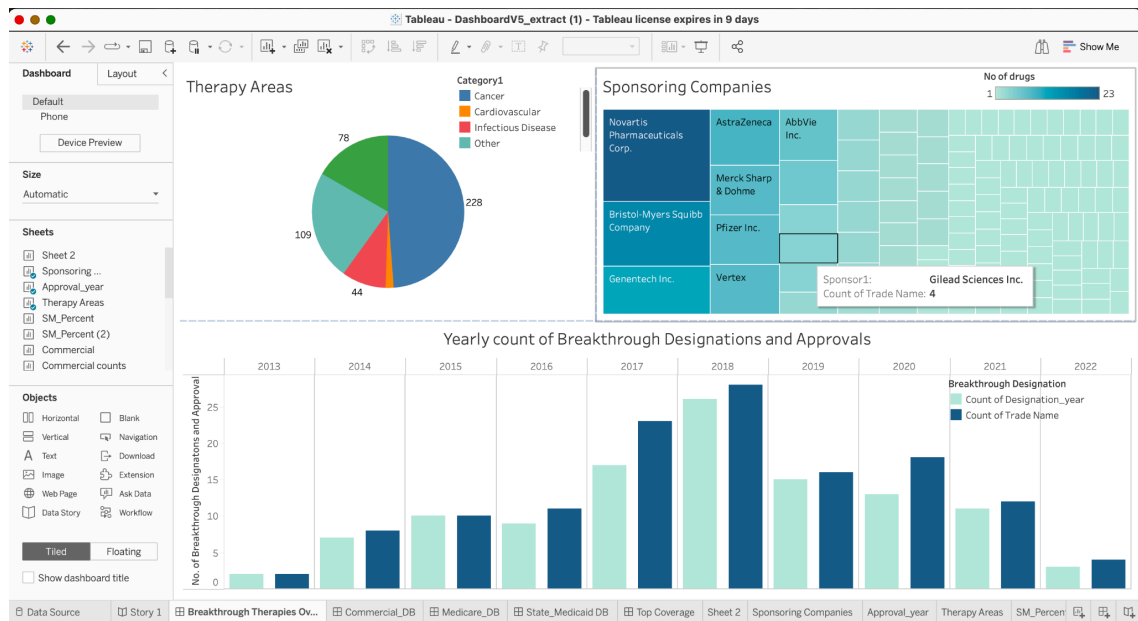 Tableau - DashboardV5_extract (1) - Tableau license expires in 9 days
Show Me
Dashboard
Layout
Default
Phone
Device Preview
Size
Automatic
Sheets
Sheet 2
Sponsoring ...
Approval_year
Therapy Areas
SM_Percent
SM_Percent (2)
Commercial
Commercial counts
Objects
Horizontal
Blank
Vertical
Navigation
A Text
Download
Image
Extension
Web Page
Ask Data
Data Story
Workflow
Tiled
Floating
Show dashboard title
Therapy Areas
Category1
Cancer
Cardiovascular
Infectious Disease
Other
78
228
109
44
Sponsoring Companies
No of drugs
1
23
Novartis
Pharmaceuticals
Corp.
AstraZeneca
AbbVie
Inc.
Merck Sharp
& Dohme
Bristol-Myers Squibb
Company
Pfizer Inc.
Genentech Inc.
Vertex
Sponsor1: Gilead Sciences Inc.
Count of Trade Name: 4
Yearly count of Breakthrough Designations and Approvals
2013 2014 2015 2016 2017 2018 2019 2020 2021 2022
No. of Breakthrough Designatons and Approval
25
20
15
10
5
0
Breakthrough Designation
Count of Designation_year
Count of Trade Name
Data Source
Story 1
Breakthrough Therapies Ov...
Commercial_DB
Medicare_DB
State_Medicaid DB
Top Coverage
Sheet 2
Sponsoring Companies
Approval_year
Therapy Areas
SM_Percen